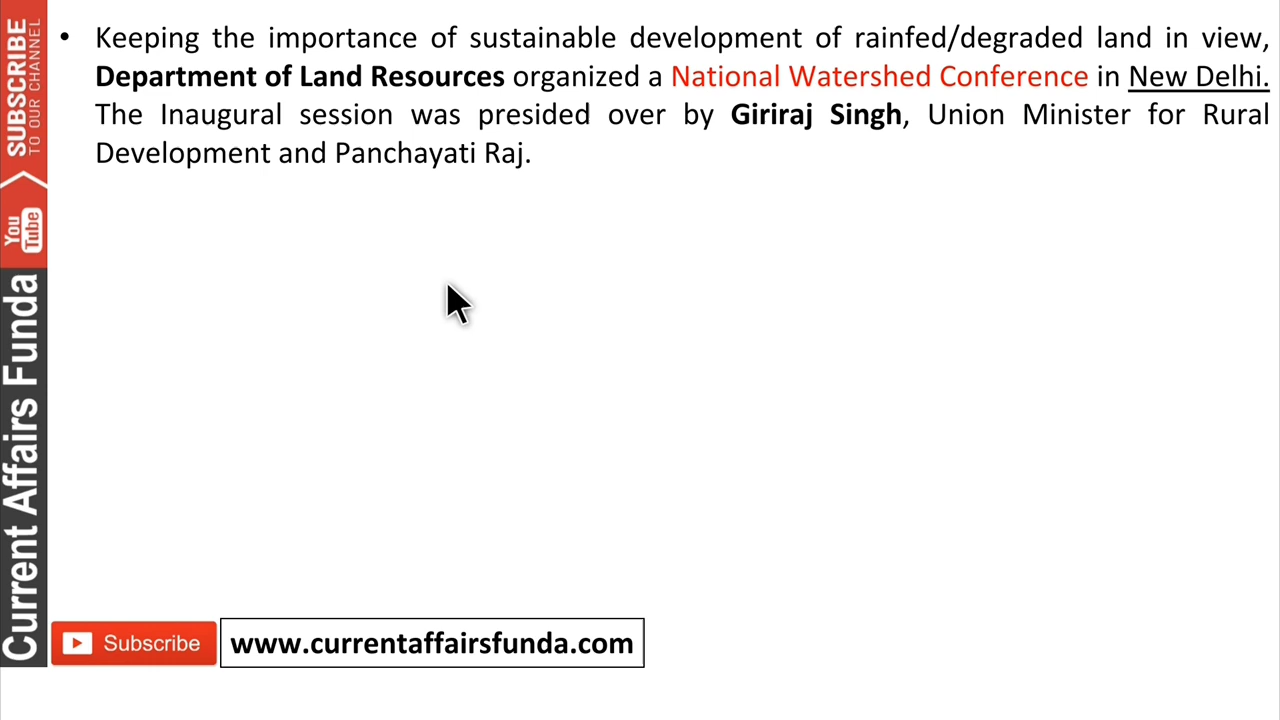 • Keeping the importance of sustainable development of rainfed/degraded land in view,
Department of Land Resources organized a National Watershed Conference in New Delhi.
The Inaugural session was presided over by Giriraj Singh, Union Minister for Rural
Development and Panchayati Raj.
SUBSCRIBE
TO OUR CHANNEL
You
Tube
Current Affairs Funda
Subscribe
www.currentaffairsfunda.com